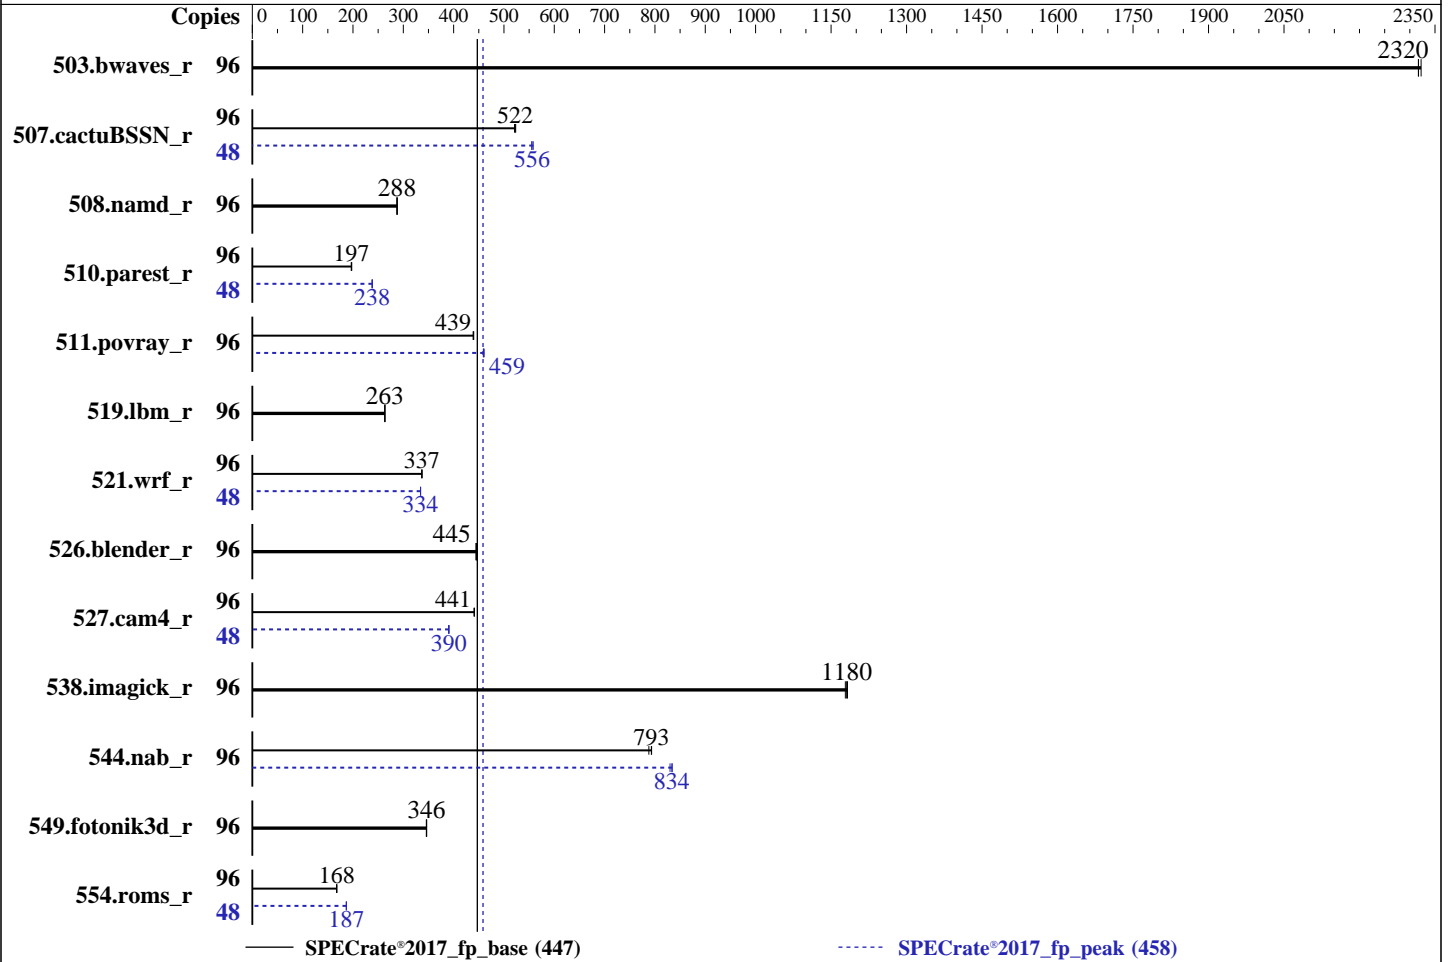 Copies 0 100 200 300 400 500 600 700 800 900 1000 1150 1300 1450 1600 1750 1900 2050 2350
503.bwaves_r 96 2320
507.cactuBSSN_r 96 522
48 556
508.namd_r 96 288
510.parest_r 96 197
48 238
511.povray_r 96 439
459
519.lbm_r 96 263
521.wrf_r 96 337
48 334
526.blender_r 96 445
527.cam4_r 96 441
48 390
538.imagick_r 96 1180
544.nab_r 96 793
834
549.fotonik3d_r 96 346
554.roms_r 96 168
48 187
SPECrate®2017_fp_base (447) SPECrate®2017_fp_peak (458)